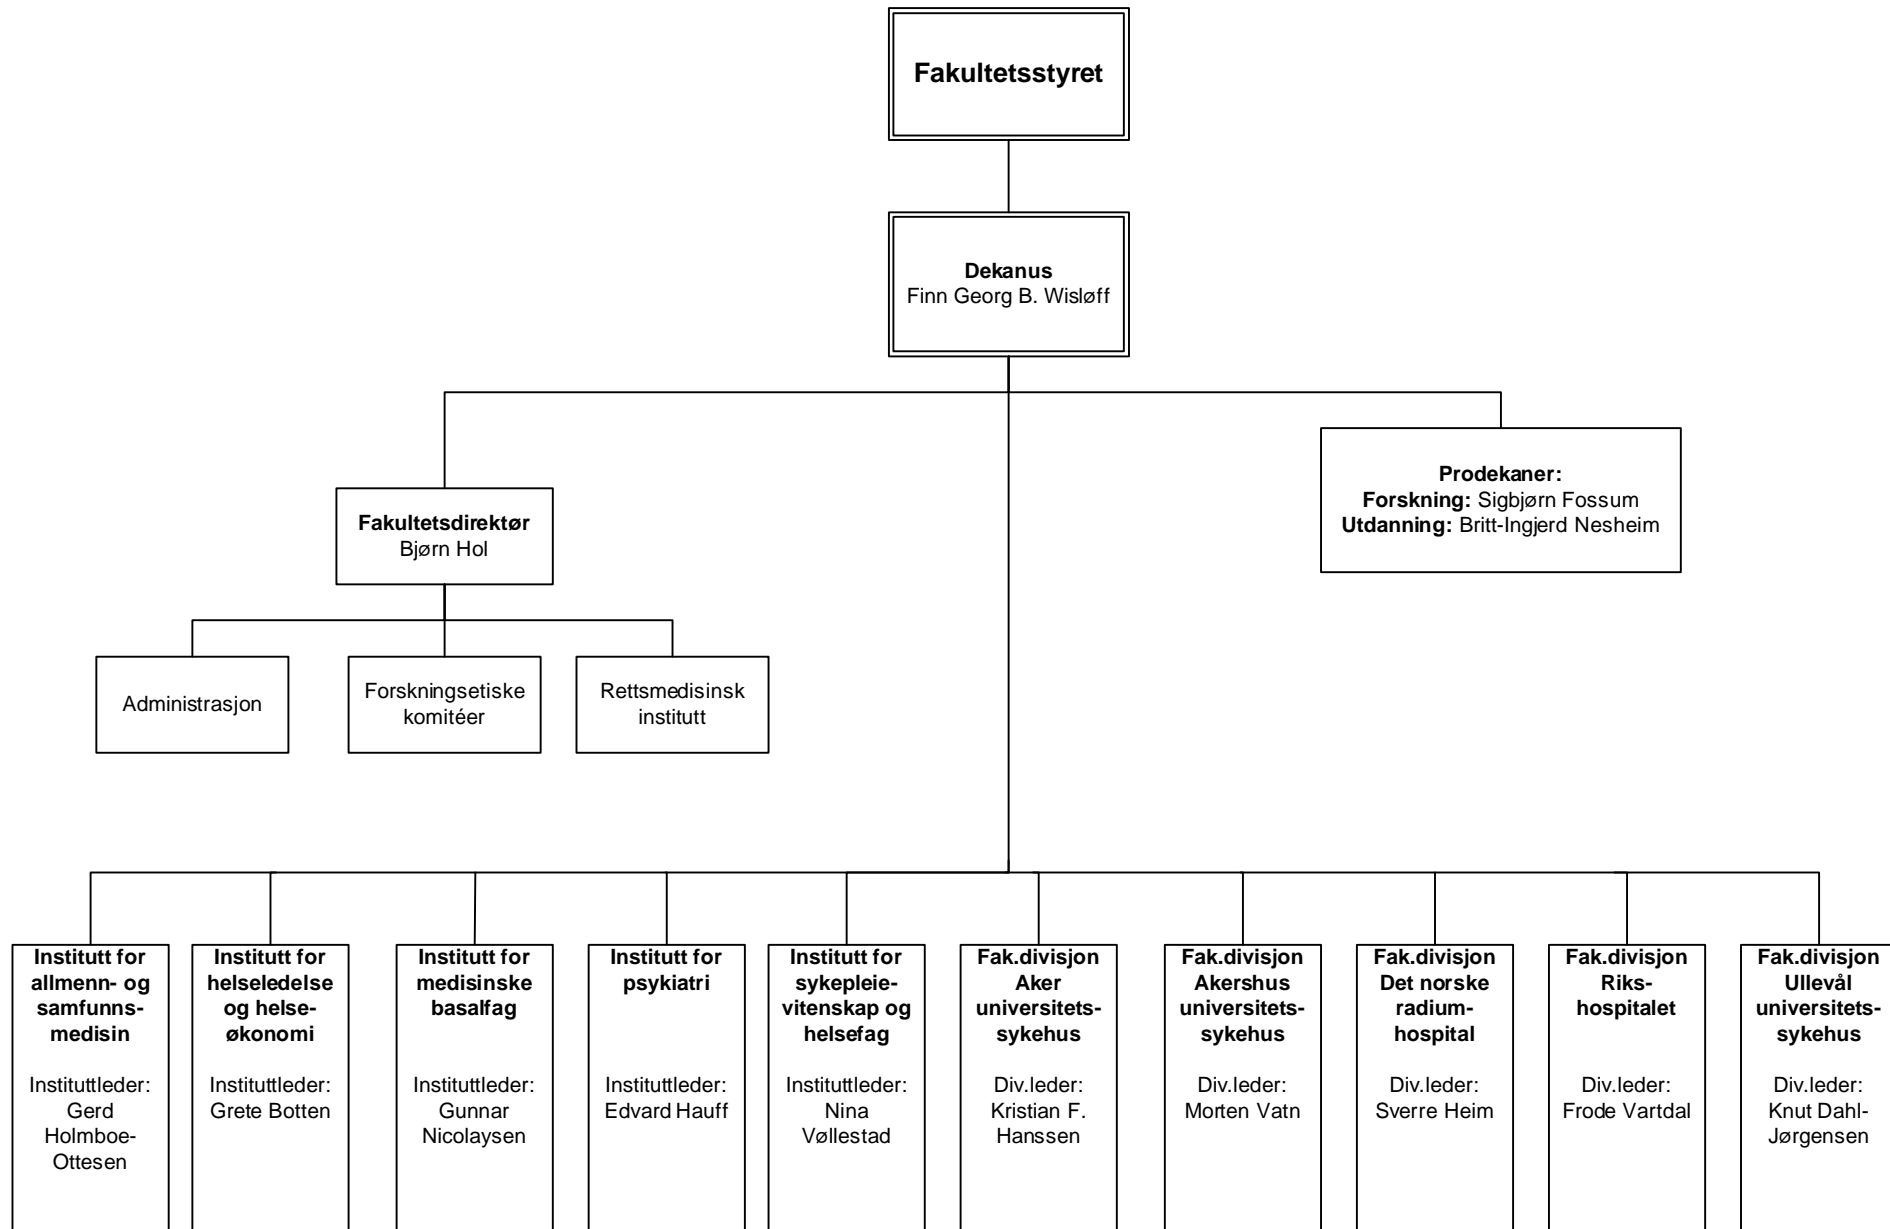 Fakultetsstyret
Dekanus
Finn Georg B. Wisløff
Prodekaner:
Forskning: Sigbjørn Fossum
Utdanning: Britt-Ingjerd Nesheim
Fakultetsdirektør
Bjørn Hol
Administrasjon
Forskningsetiske
komitéer
Rettsmedisinsk
institutt
Institutt for
allmenn- og
samfunns-
medisin
Instituttleder:
Gerd
Holmboe-
Ottesen
Institutt for
helseledelse
og helse-
økonomi
Instituttleder:
Grete Botten
Institutt for
medisinske
basalfag
Instituttleder:
Gunnar
Nicolaysen
Institutt for
psykiatri
Instituttleder:
Edvard Hauff
Institutt for
sykepleie-
vitenskap og
helsefag
Instituttleder:
Nina
Vøllestad
Fak.divisjon
Aker
universitets-
sykehus
Div.leder:
Kristian F.
Hanssen
Fak.divisjon
Akershus
universitets-
sykehus
Div.leder:
Morten Vatn
Fak.divisjon
Det norske
radium-
hospital
Div.leder:
Sverre Heim
Fak.divisjon
Riks-
hospitalet
Div.leder:
Frode Vartdal
Fak.divisjon
Ullevål
universitets-
sykehus
Div.leder:
Knut Dahl-
Jørgensen